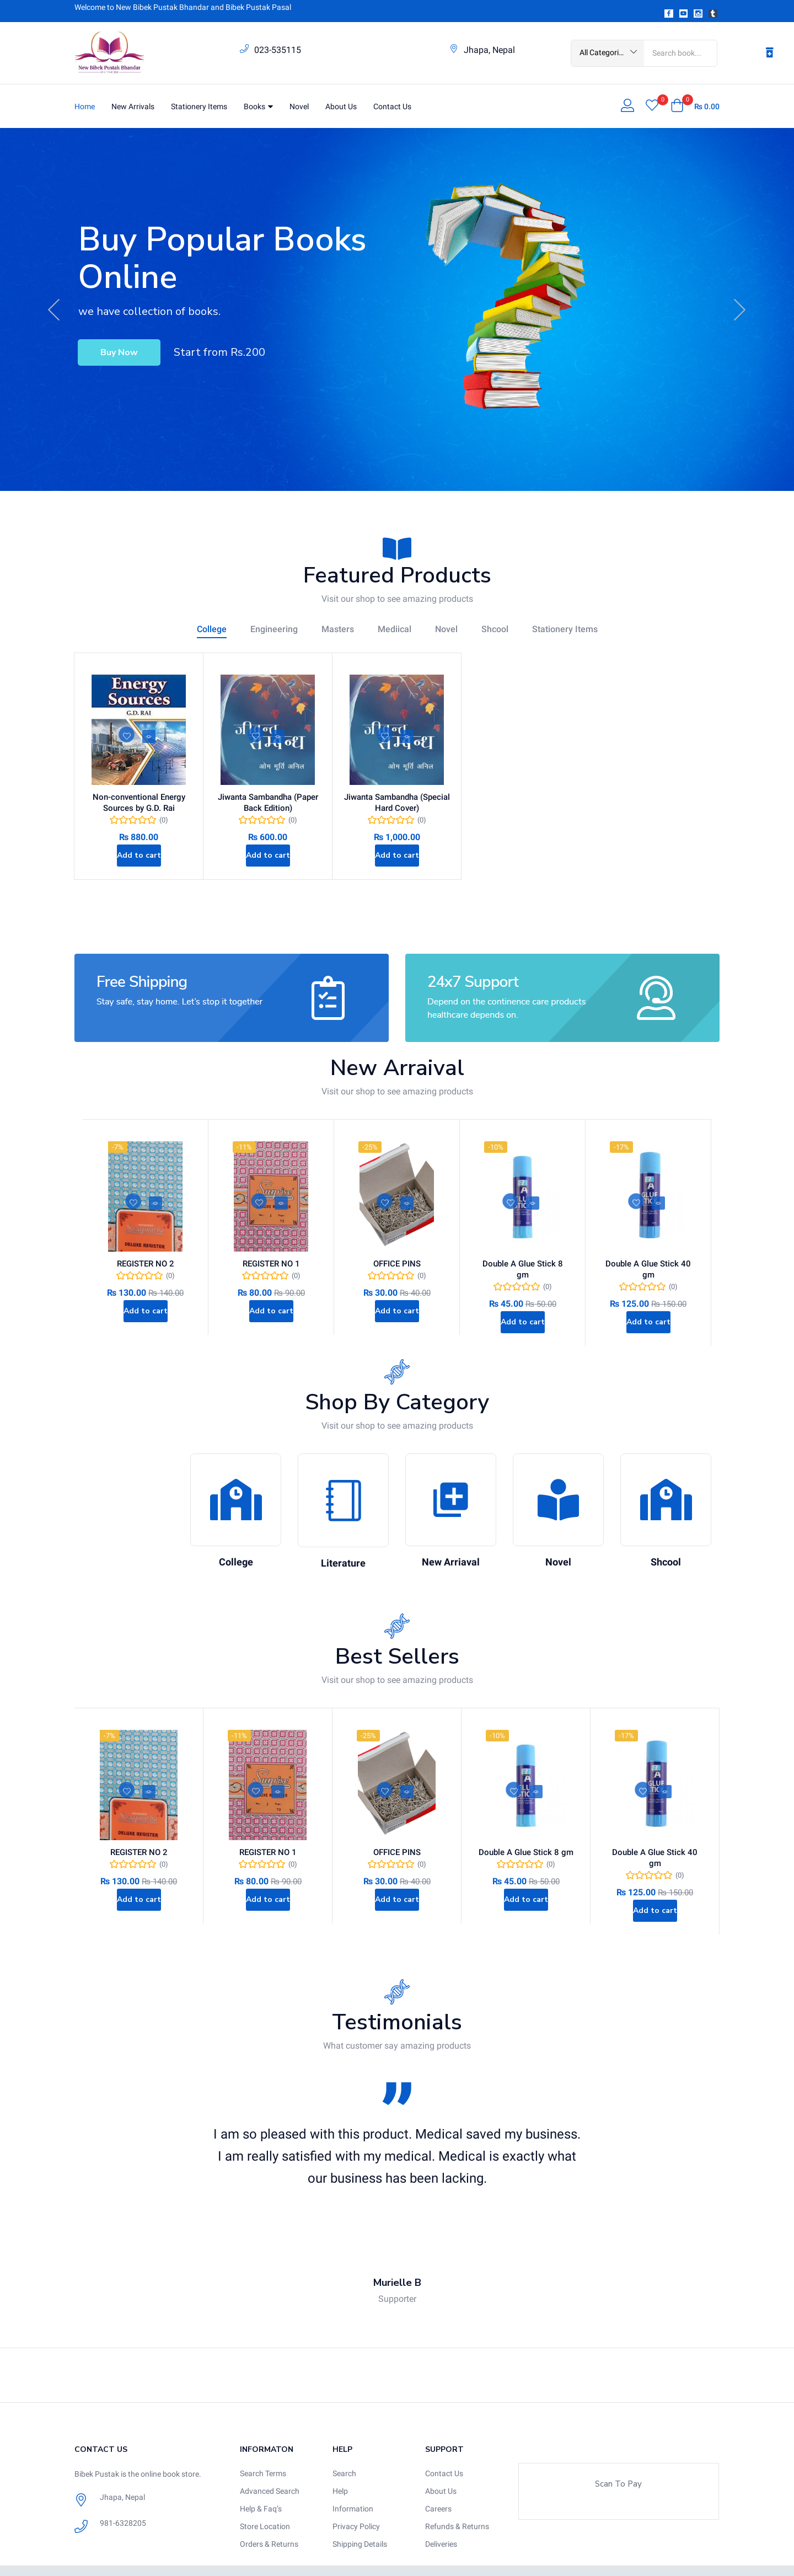 Welcome to New Bibek Pustak Bhandar and Bibek Pustak Pasal
New Bibek Pustak Bhandar
023-535115
Jhapa, Nepal
All Categori...
Search book...
Home
New Arrivals
Stationery Items
Books
Novel
About Us
Contact Us
0
0
₨ 0.00
Buy Popular Books
Online
we have collection of books.
Buy Now
Start from Rs.200
Featured Products
Visit our shop to see amazing products
College
Engineering
Masters
Mediical
Novel
Shcool
Stationery Items
Energy
Sources
G.D. RAI
जीवन्त
सम्बन्ध
ओम मूर्ति अनिल
जीवन्त
सम्बन्ध
ओम मूर्ति अनिल
Non-conventional Energy
Sources by G.D. Rai
(0)
₨ 880.00
Add to cart
Jiwanta Sambandha (Paper
Back Edition)
(0)
₨ 600.00
Add to cart
Jiwanta Sambandha (Special
Hard Cover)
(0)
₨ 1,000.00
Add to cart
Free Shipping
Stay safe, stay home. Let's stop it together
24x7 Support
Depend on the continence care products
healthcare depends on.
New Arraival
Visit our shop to see amazing products
-7%
DELUXE REGISTER
REGISTER NO 2
(0)
₨ 130.00 ₨ 140.00
Add to cart
-11%
REGISTER NO 1
(0)
₨ 80.00 ₨ 90.00
Add to cart
-25%
OFFICE PINS
(0)
₨ 30.00 ₨ 40.00
Add to cart
-10%
Double A Glue Stick 8
gm
(0)
₨ 45.00 ₨ 50.00
Add to cart
-17%
Double A Glue Stick 40
gm
(0)
₨ 125.00 ₨ 150.00
Add to cart
Shop By Category
Visit our shop to see amazing products
College
Literature
New Arriaval
Novel
Shcool
Best Sellers
Visit our shop to see amazing products
-7%
DELUXE REGISTER
REGISTER NO 2
(0)
₨ 130.00 ₨ 140.00
Add to cart
-11%
REGISTER NO 1
(0)
₨ 80.00 ₨ 90.00
Add to cart
-25%
OFFICE PINS
(0)
₨ 30.00 ₨ 40.00
Add to cart
-10%
Double A Glue Stick 8 gm
(0)
₨ 45.00 ₨ 50.00
Add to cart
-17%
Double A Glue Stick 40
gm
(0)
₨ 125.00 ₨ 150.00
Add to cart
Testimonials
What customer say amazing products
I am so pleased with this product. Medical saved my business.
I am really satisfied with my medical. Medical is exactly what
our business has been lacking.
Murielle B
Supporter
CONTACT US
Bibek Pustak is the online book store.
Jhapa, Nepal
981-6328205
INFORMATON
Search Terms
Advanced Search
Help & Faq's
Store Location
Orders & Returns
HELP
Search
Help
Information
Privacy Policy
Shipping Details
SUPPORT
Contact Us
About Us
Careers
Refunds & Returns
Deliveries
Scan To Pay